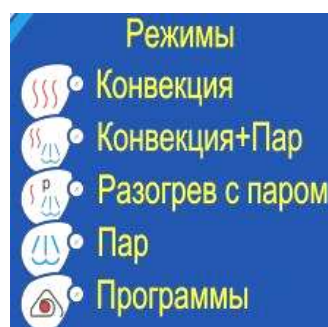 Режимы
Конвекция
Конвекция+Пар
P
Разогрев с паром
Пар
Программы